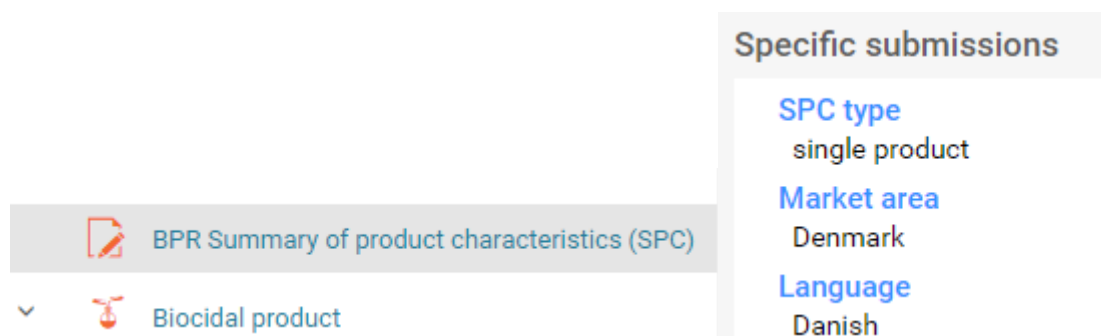 BPR Summary of product characteristics (SPC)
Biocidal product
Specific submissions
SPC type
single product
Market area
Denmark
Language
Danish